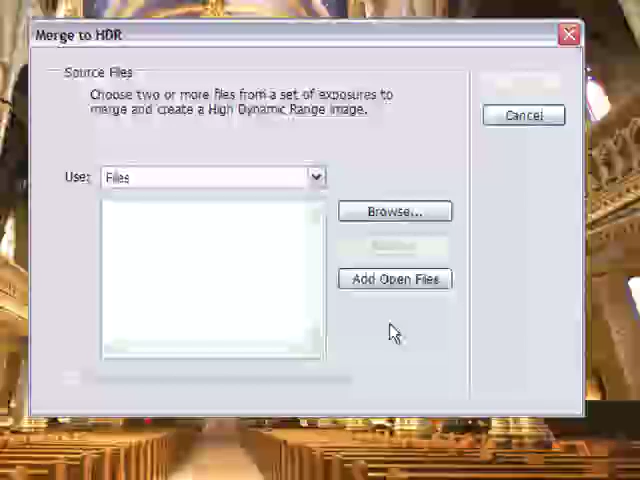 Merge to HDR
Source Files
Choose two or more files from a set of exposures to
merge and create a High Dynamic Range image.
Cancel
Use: Files
Browse...
Add Open Files